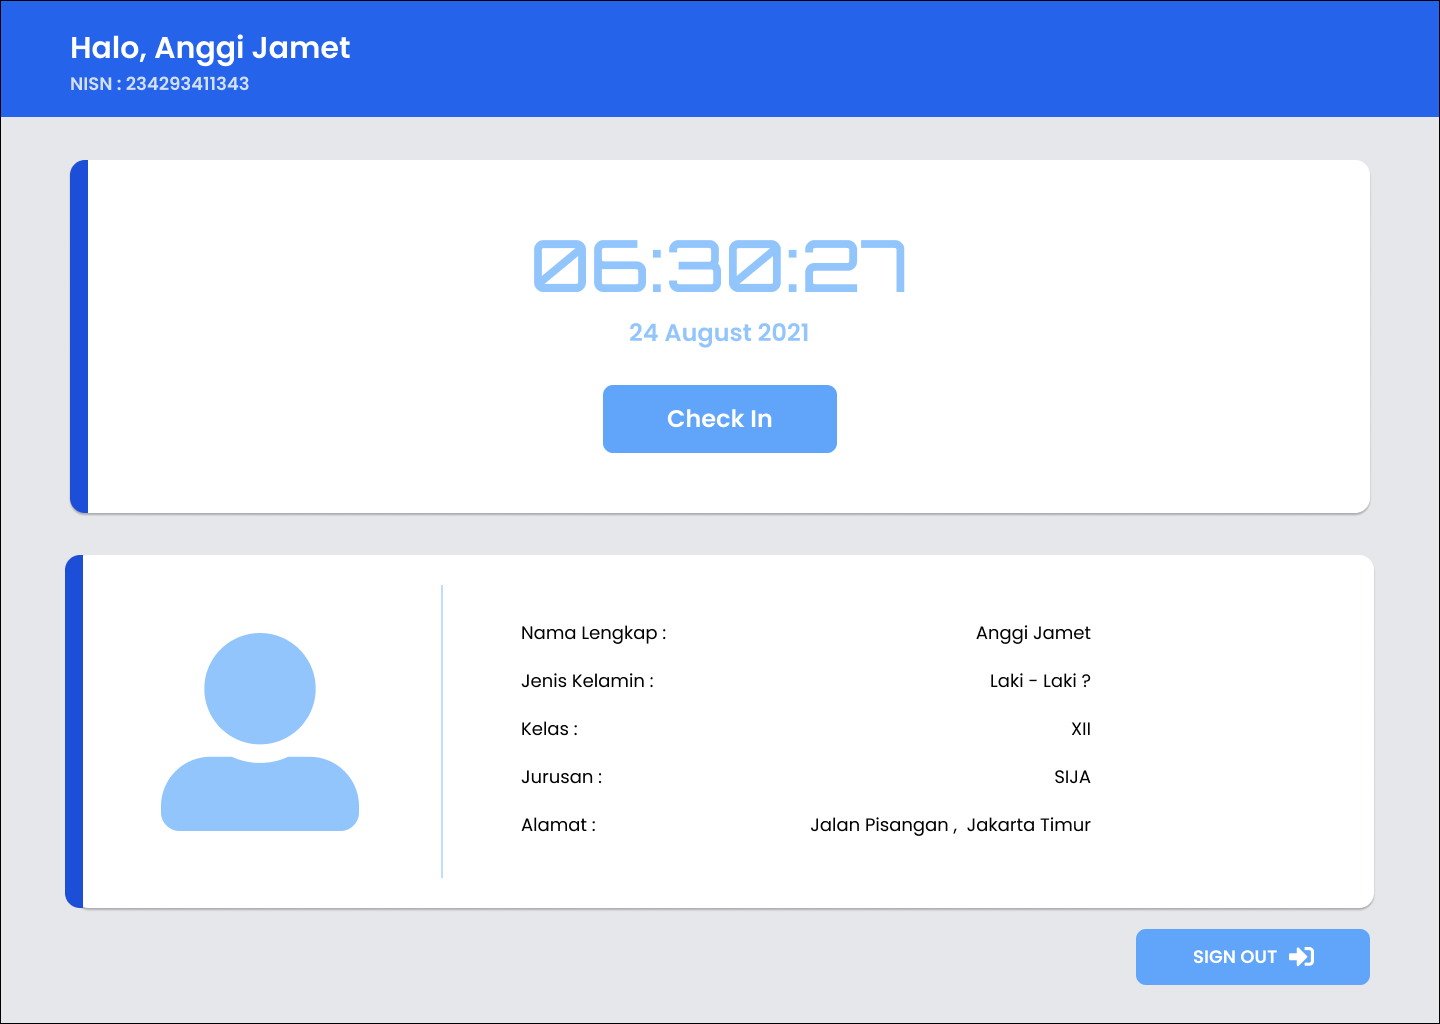 Halo, Anggi Jamet
NISN : 234293411343
06:30:27
24 August 2021
Check In
Nama Lengkap : Anggi Jamet
Jenis Kelamin : Laki - Laki ?
Kelas : XII
Jurusan : SIJA
Alamat : Jalan Pisangan , Jakarta Timur
SIGN OUT